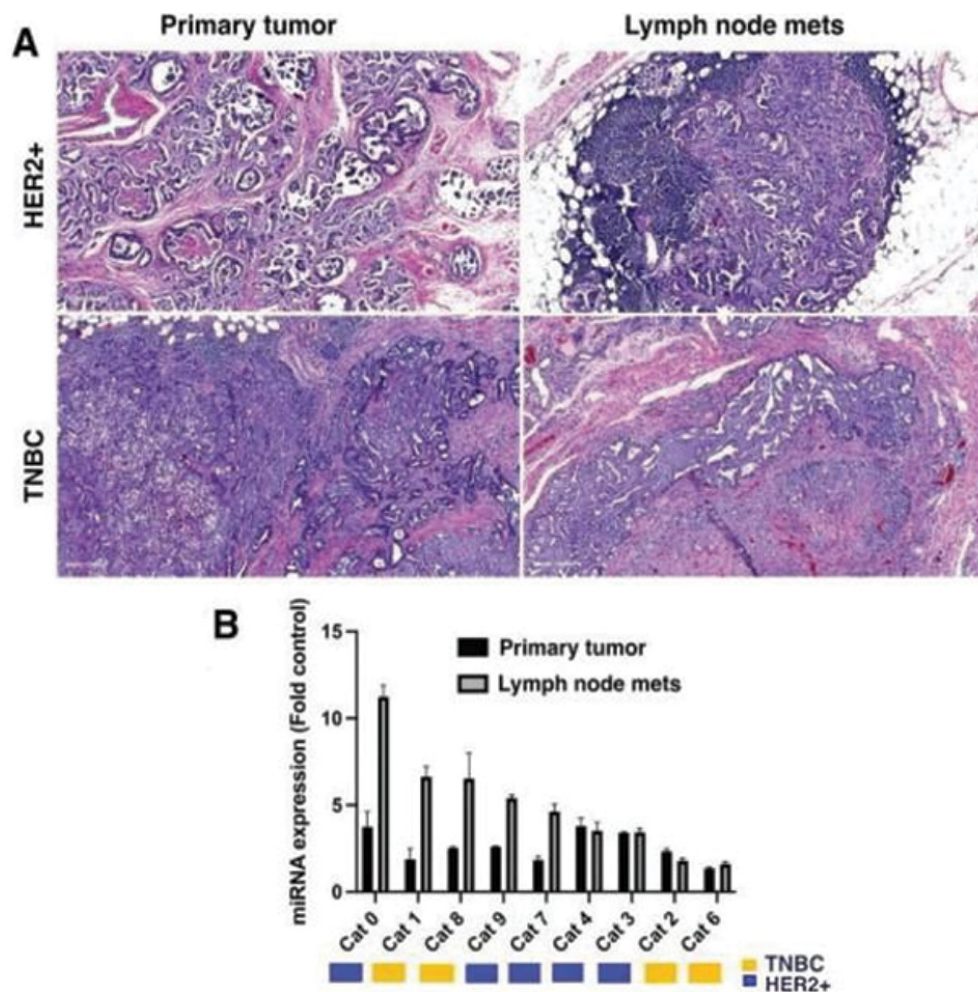 A
Primary tumor
Lymph node mets
HER2+
TNBC
B
miRNA expression (Fold control)
15
10
5
0
Primary tumor
Lymph node mets
Cat 0
Cat 1
Cat 8
Cat 9
Cat 7
Cat 4
Cat 3
Cat 2
Cat 6
TNBC
HER2+